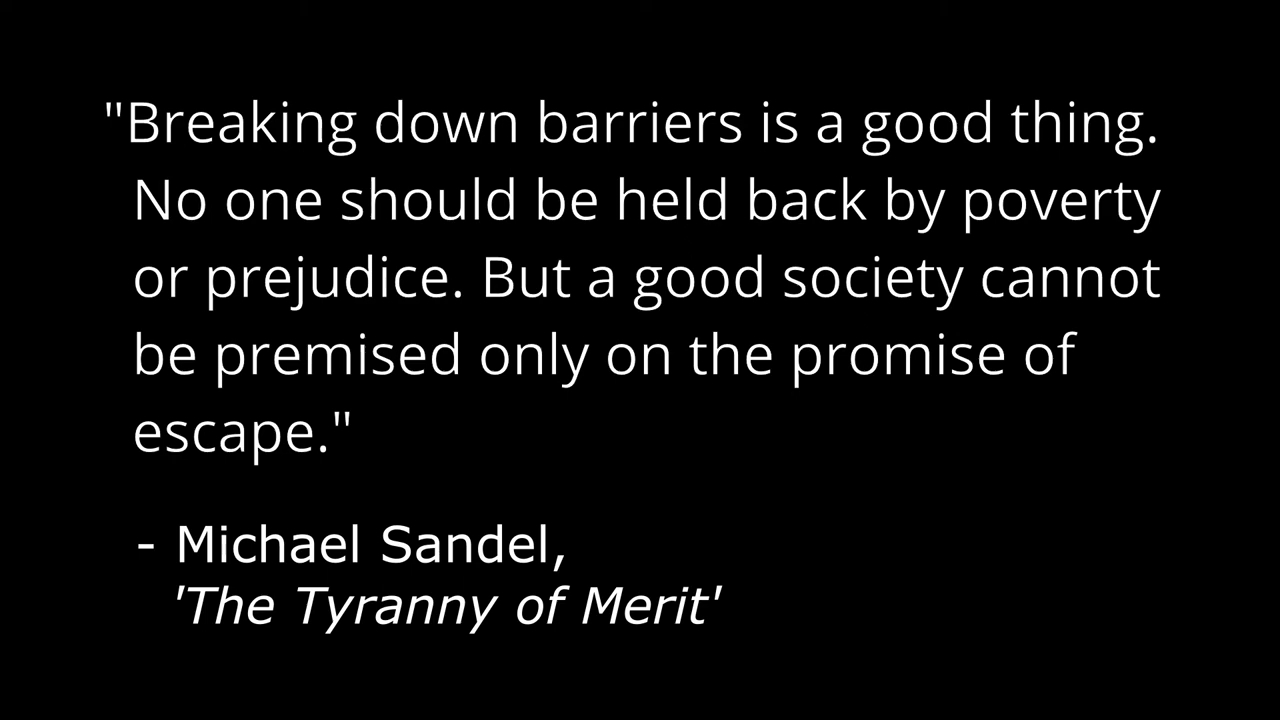 "Breaking down barriers is a good thing.
No one should be held back by poverty
or prejudice. But a good society cannot
be premised only on the promise of
escape."
- Michael Sandel,
'The Tyranny of Merit'